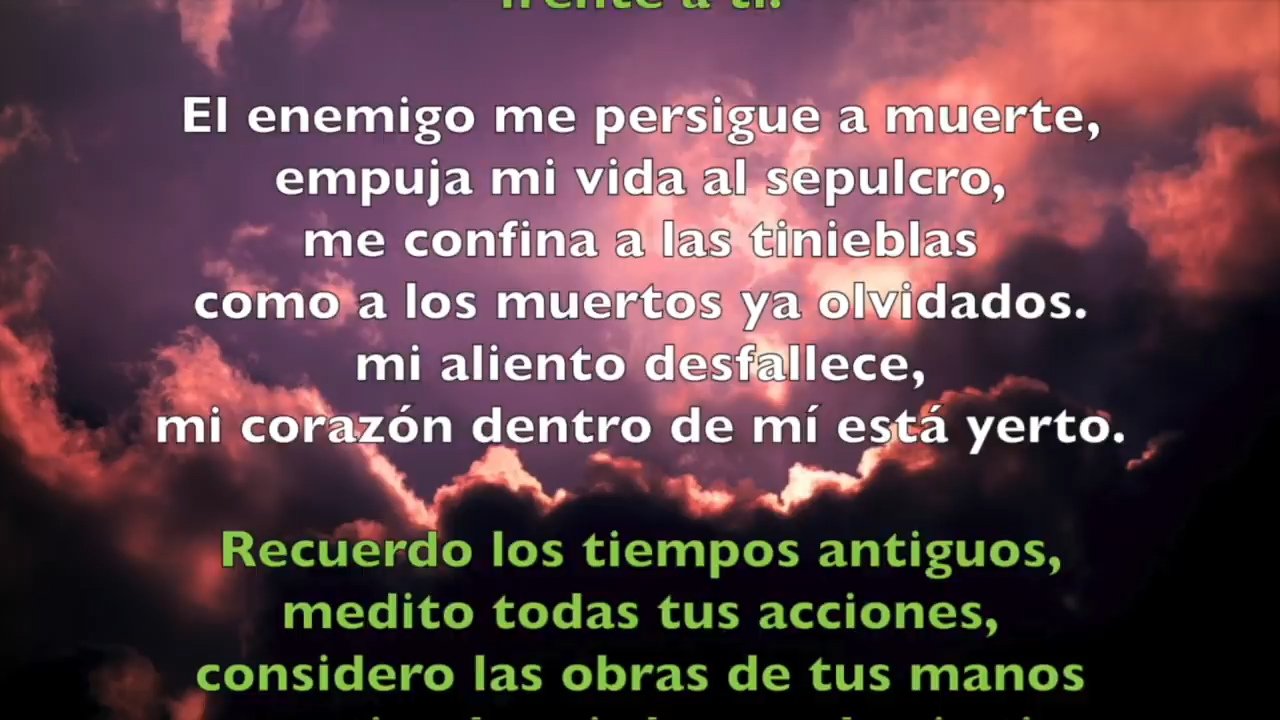 frente a ti.
El enemigo me persigue a muerte,
empuja mi vida al sepulcro,
me confina a las tinieblas
como a los muertos ya olvidados.
mi aliento desfallece,
mi corazón dentro de mí está yerto.
Recuerdo los tiempos antiguos,
medito todas tus acciones,
considero las obras de tus manos